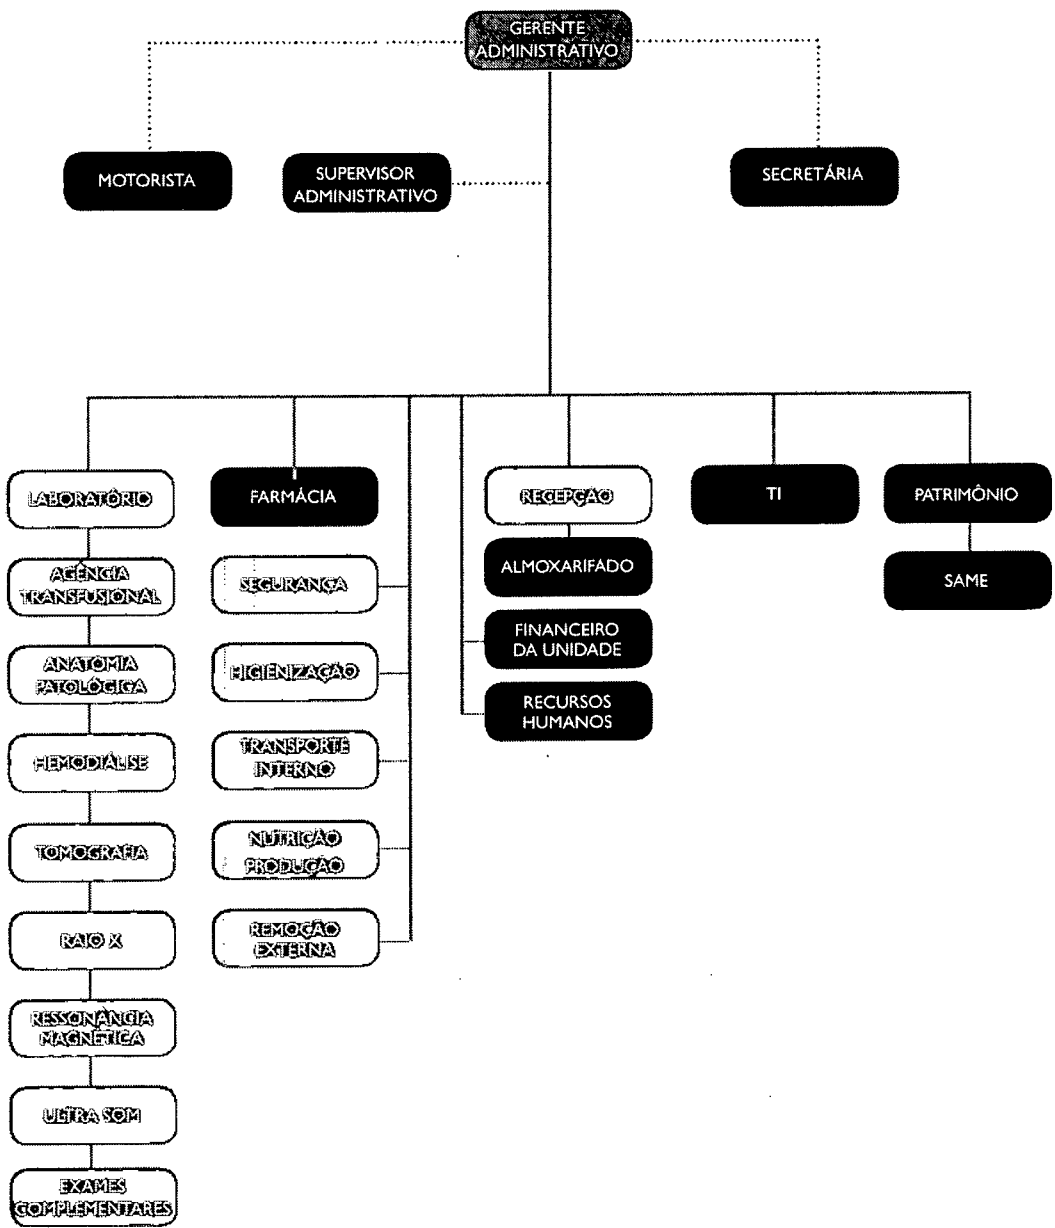 GERENTE
ADMINISTRATIVO
MOTORISTA
SUPERVISOR
ADMINISTRATIVO
SECRETÁRIA
LABORATÓRIO
AGÊNCIA
TRANSFUSIONAL
ANATOMIA
PATOLÓGICA
HEMODIÁLISE
TOMOGRAFIA
RAIO X
RESSONÂNCIA
MAGNÉTICA
ULTRA SOM
EXAMES
COMPLEMENTARES
FARMÁCIA
SEGURANÇA
HIGIENIZAÇÃO
TRANSPORTE
INTERNO
NUTRIÇÃO
PRODUÇÃO
REMOÇÃO
EXTERNA
RECEPÇÃO
ALMOXARIFADO
FINANCEIRO
DA UNIDADE
RECURSOS
HUMANOS
TI
PATRIMÔNIO
SAME